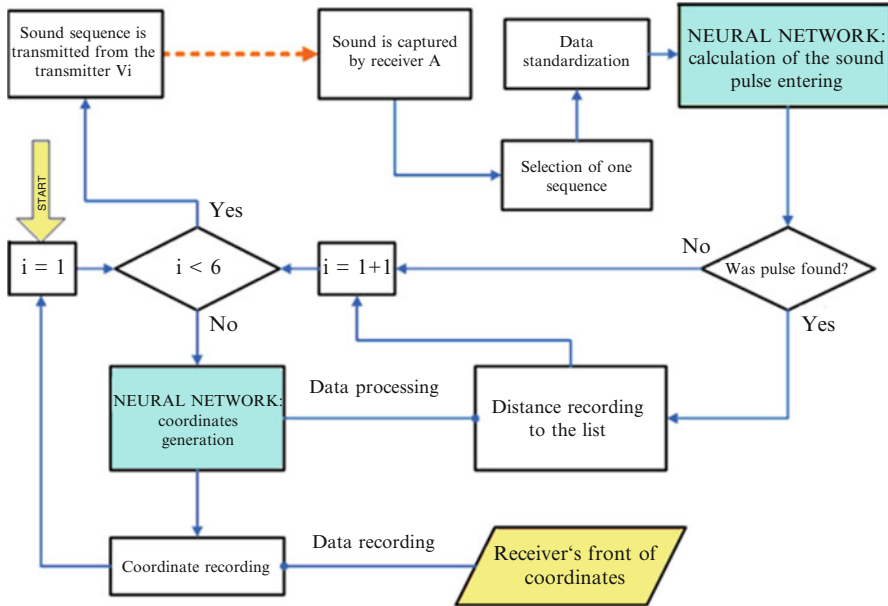 Sound sequence is
transmitted from the
transmitter Vi
Sound is captured
by receiver A
Data
standardization
NEURAL NETWORK:
calculation of the sound
pulse entering
Selection of one
sequence
START
Yes
i = 1
i < 6
i = 1+1
No
Was pulse found?
Yes
No
NEURAL NETWORK:
coordinates
generation
Data processing
Distance recording
to the list
Coordinate recording
Data recording
Receiver‘s front of
coordinates